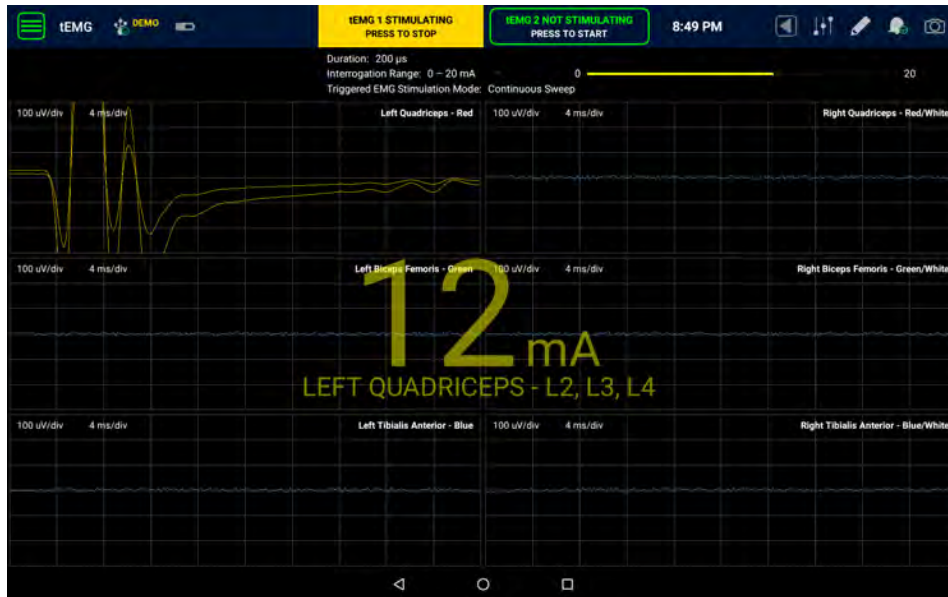 tEMG
DEMO
tEMG 1 STIMULATING
PRESS TO STOP
tEMG 2 NOT STIMULATING
PRESS TO START
8:49 PM
Duration: 200 µs
Interrogation Range: 0 – 20 mA
0
20
Triggered EMG Stimulation Mode: Continuous Sweep
100 uV/div 4 ms/div Left Quadriceps - Red
100 uV/div 4 ms/div Right Quadriceps - Red/White
100 uV/div 4 ms/div Left Biceps Femoris - Green
100 uV/div 4 ms/div Right Biceps Femoris - Green/White
12 mA
LEFT QUADRICEPS - L2, L3, L4
100 uV/div 4 ms/div Left Tibialis Anterior - Blue
100 uV/div 4 ms/div Right Tibialis Anterior - Blue/White